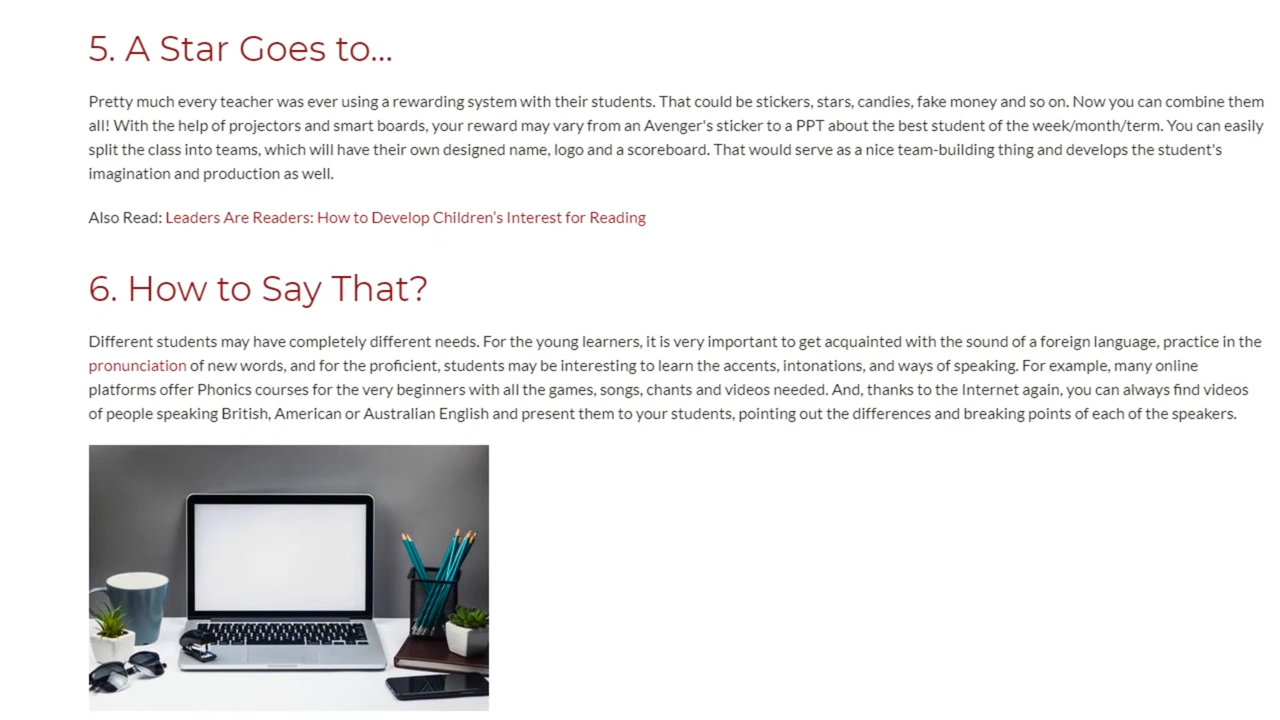 5. A Star Goes to...
Pretty much every teacher was ever using a rewarding system with their students. That could be stickers, stars, candies, fake money and so on. Now you can combine them
all! With the help of projectors and smart boards, your reward may vary from an Avenger's sticker to a PPT about the best student of the week/month/term. You can easily
split the class into teams, which will have their own designed name, logo and a scoreboard. That would serve as a nice team-building thing and develops the student's
imagination and production as well.
Also Read: Leaders Are Readers: How to Develop Children’s Interest for Reading
6. How to Say That?
Different students may have completely different needs. For the young learners, it is very important to get acquainted with the sound of a foreign language, practice in the
pronunciation of new words, and for the proficient, students may be interesting to learn the accents, intonations, and ways of speaking. For example, many online
platforms offer Phonics courses for the very beginners with all the games, songs, chants and videos needed. And, thanks to the Internet again, you can always find videos
of people speaking British, American or Australian English and present them to your students, pointing out the differences and breaking points of each of the speakers.